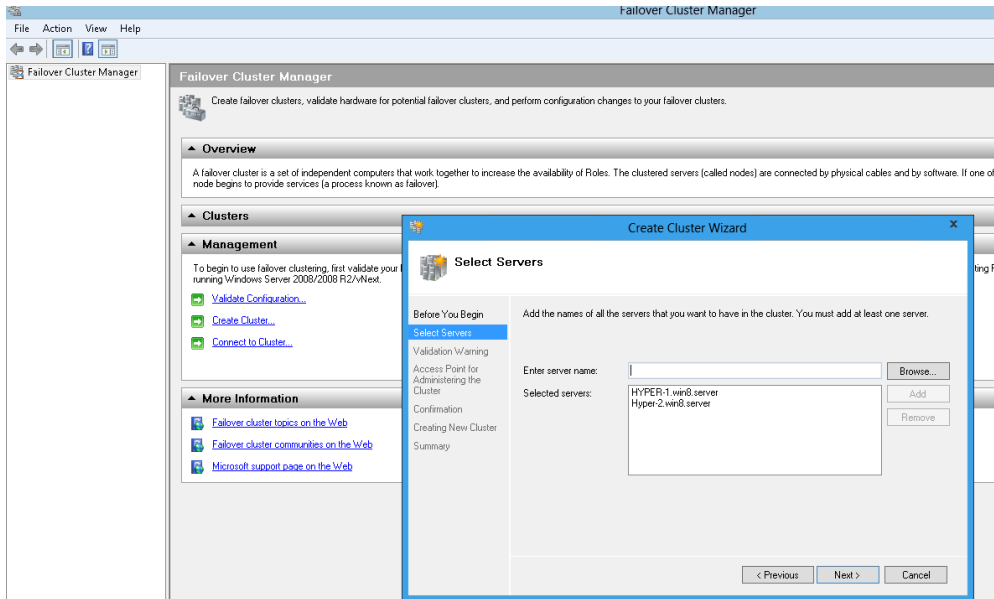 Failover Cluster Manager
File Action View Help
Failover Cluster Manager
Failover Cluster Manager
Create failover clusters, validate hardware for potential failover clusters, and perform configuration changes to your failover clusters.
Overview
A failover cluster is a set of independent computers that work together to increase the availability of Roles. The clustered servers (called nodes) are connected by physical cables and by software. If one of
node begins to provide services (a process known as failover).
Clusters
Management
To begin to use failover clustering, first validate your
running Windows Server 2008/2008 R2/vNext.
Validate Configuration...
Create Cluster...
Connect to Cluster...
More Information
Failover cluster topics on the Web
Failover cluster communities on the Web
Microsoft support page on the Web
Create Cluster Wizard
Select Servers
Before You Begin
Select Servers
Validation Warning
Access Point for
Administering the
Cluster
Confirmation
Creating New Cluster
Summary
Add the names of all the servers that you want to have in the cluster. You must add at least one server.
Enter server name:
Browse...
Selected servers:
HYPER-1.win8.server
Hyper-2.win8.server
Add
Remove
< Previous
Next >
Cancel